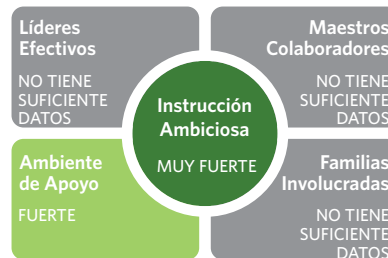 Líderes
Efectivos
NO TIENE
SUFICIENTE
DATOS
Maestros
Colaboradores
NO TIENE
SUFICIENTE
DATOS
Instrucción
Ambiciosa
MUY FUERTE
Ambiente
de Apoyo
FUERTE
Familias
Involucradas
NO TIENE
SUFICIENTE
DATOS